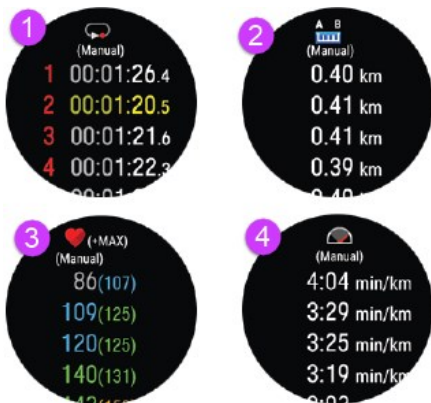 1
(Manual)
1 00:01:26.4
2 00:01:20.5
3 00:01:21.6
4 00:01:22.3
2
A B
(Manual)
0.40 km
0.41 km
0.41 km
0.39 km
0.40 km
3
(+MAX)
(Manual)
86(107)
109(125)
120(125)
140(131)
4
(Manual)
4:04 min/km
3:29 min/km
3:25 min/km
3:19 min/km